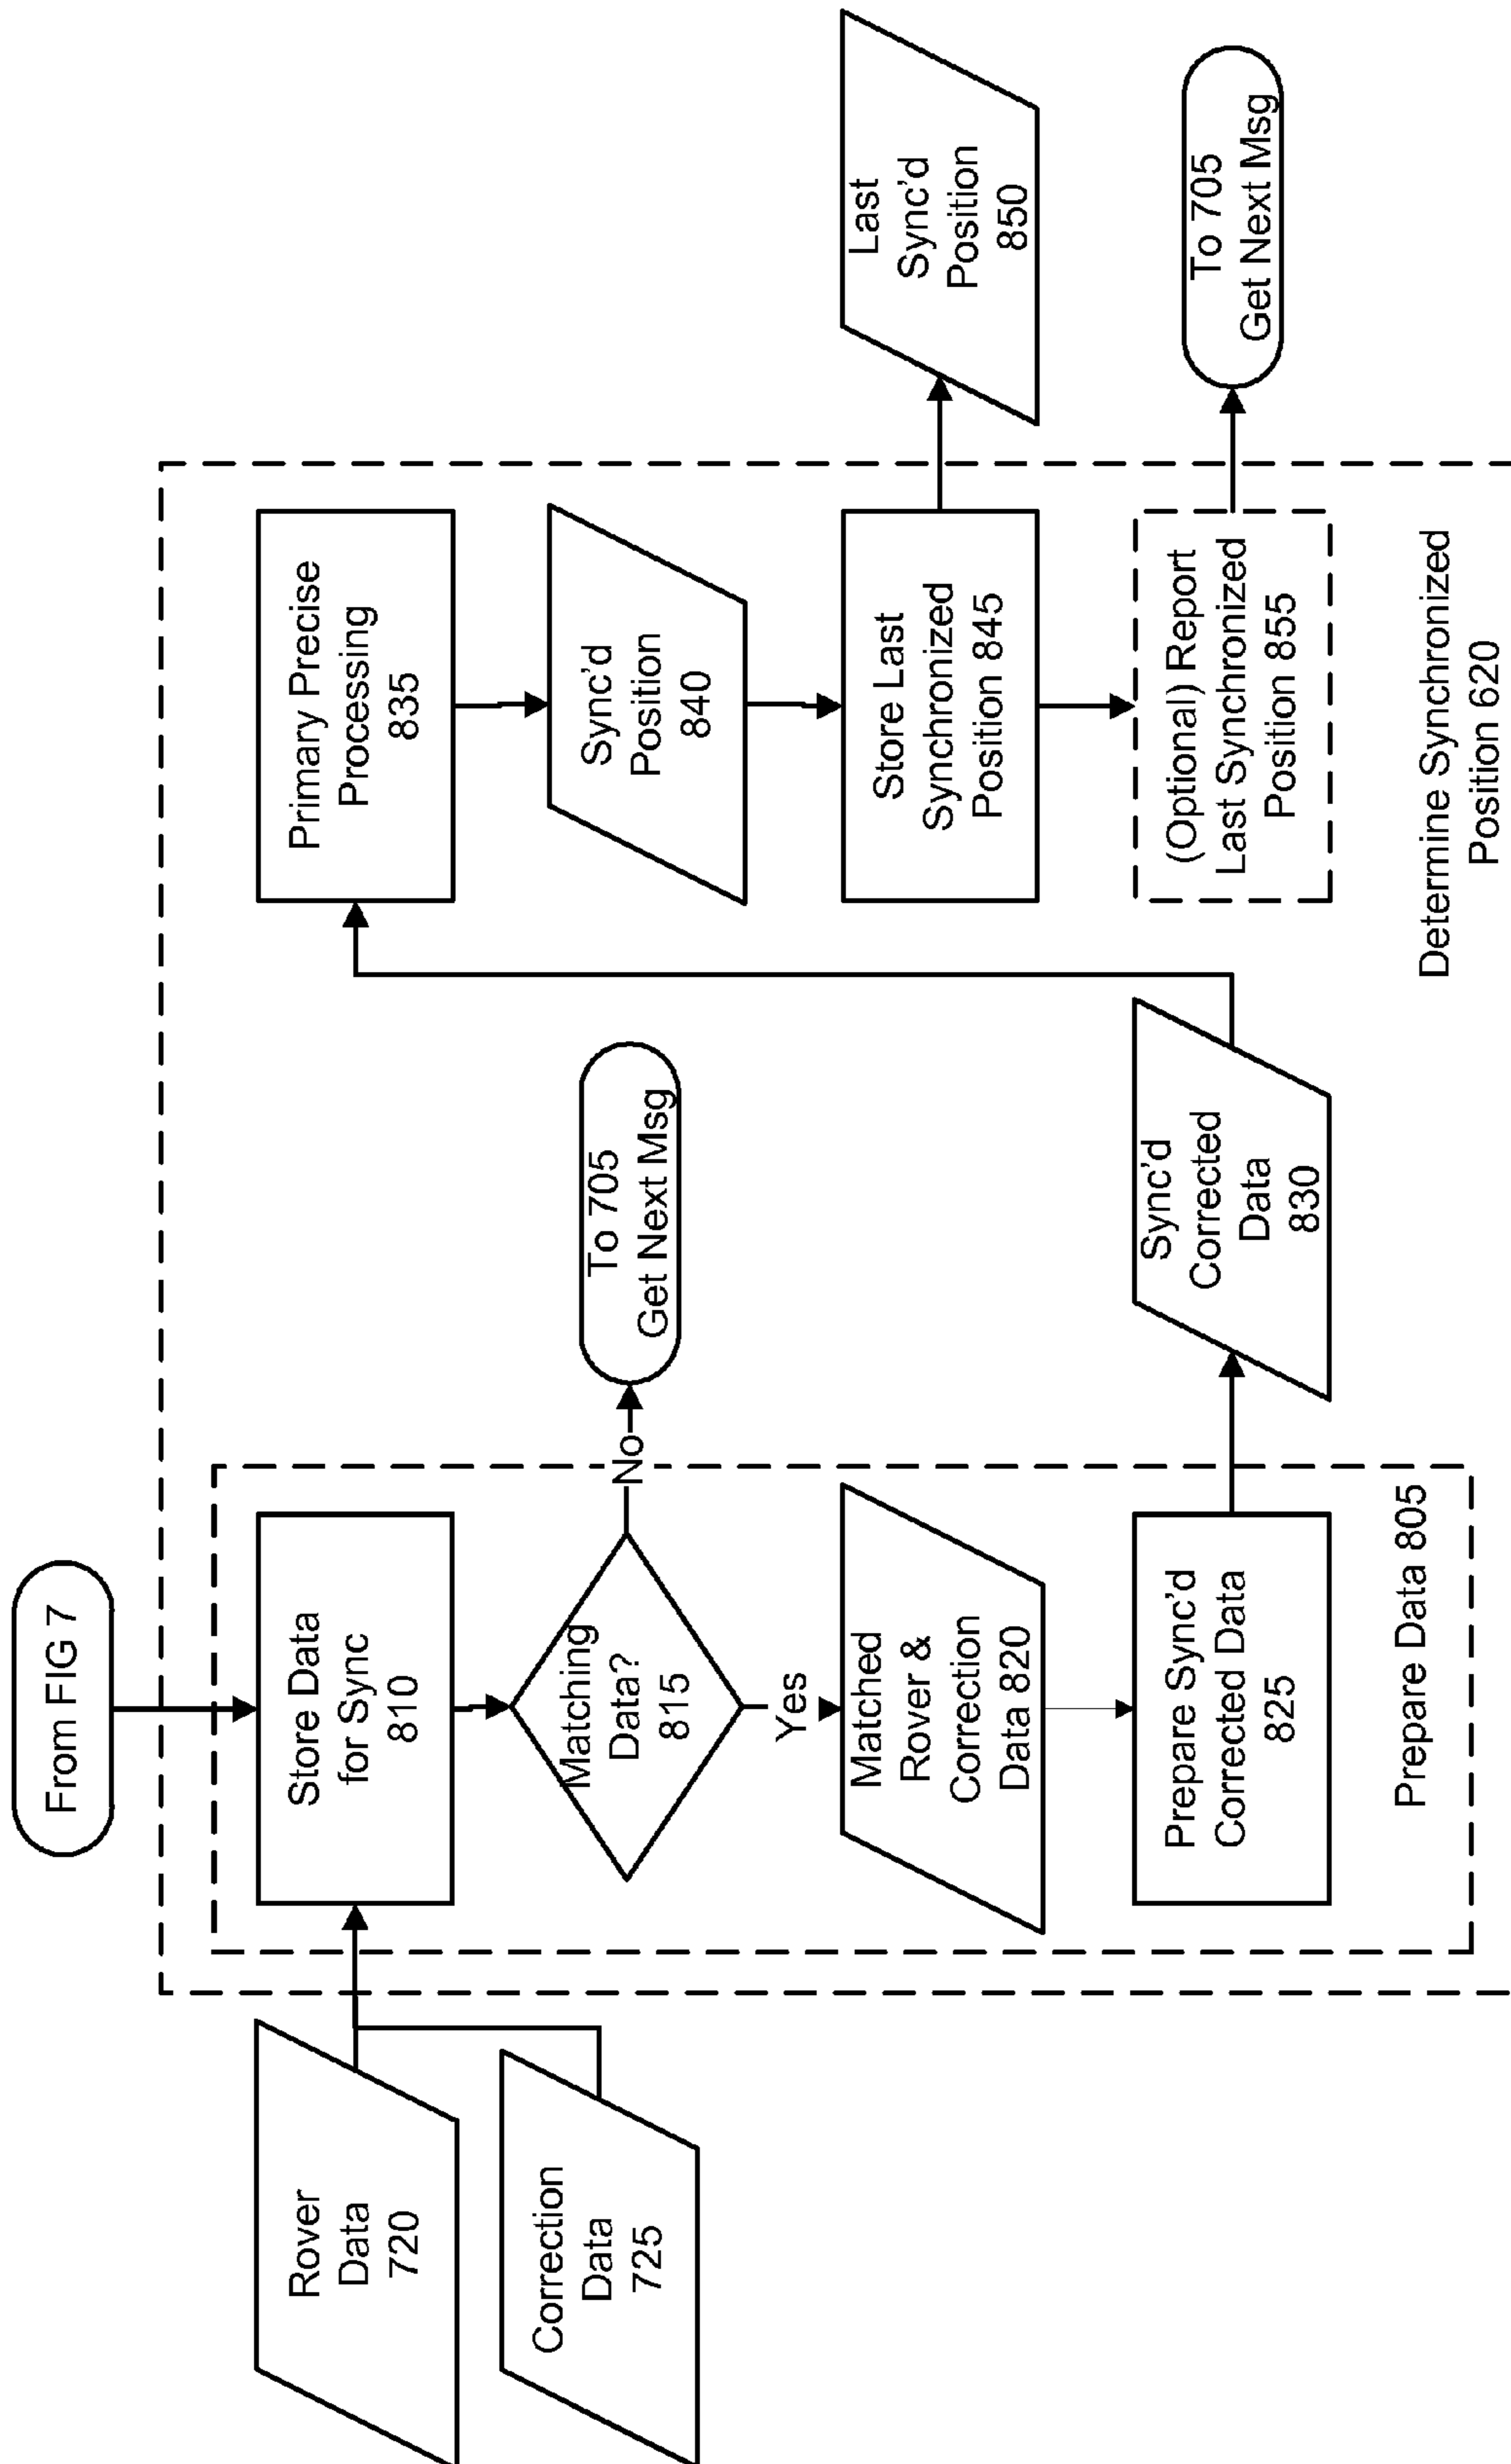 From FIG 7
Rover
Data
720
Correction
Data
725
Store Data
for Sync
810
Matching
Data?
815
No
To 705
Get Next Msg
Yes
Matched
Rover &
Correction
Data 820
Prepare Sync'd
Corrected Data
825
Prepare Data 805
Sync'd
Corrected
Data
830
Primary Precise
Processing
835
Sync'd
Position
840
Store Last
Synchronized
Position 845
Last
Sync'd
Position
850
(Optional) Report
Last Synchronized
Position 855
To 705
Get Next Msg
Determine Synchronized
Position 620